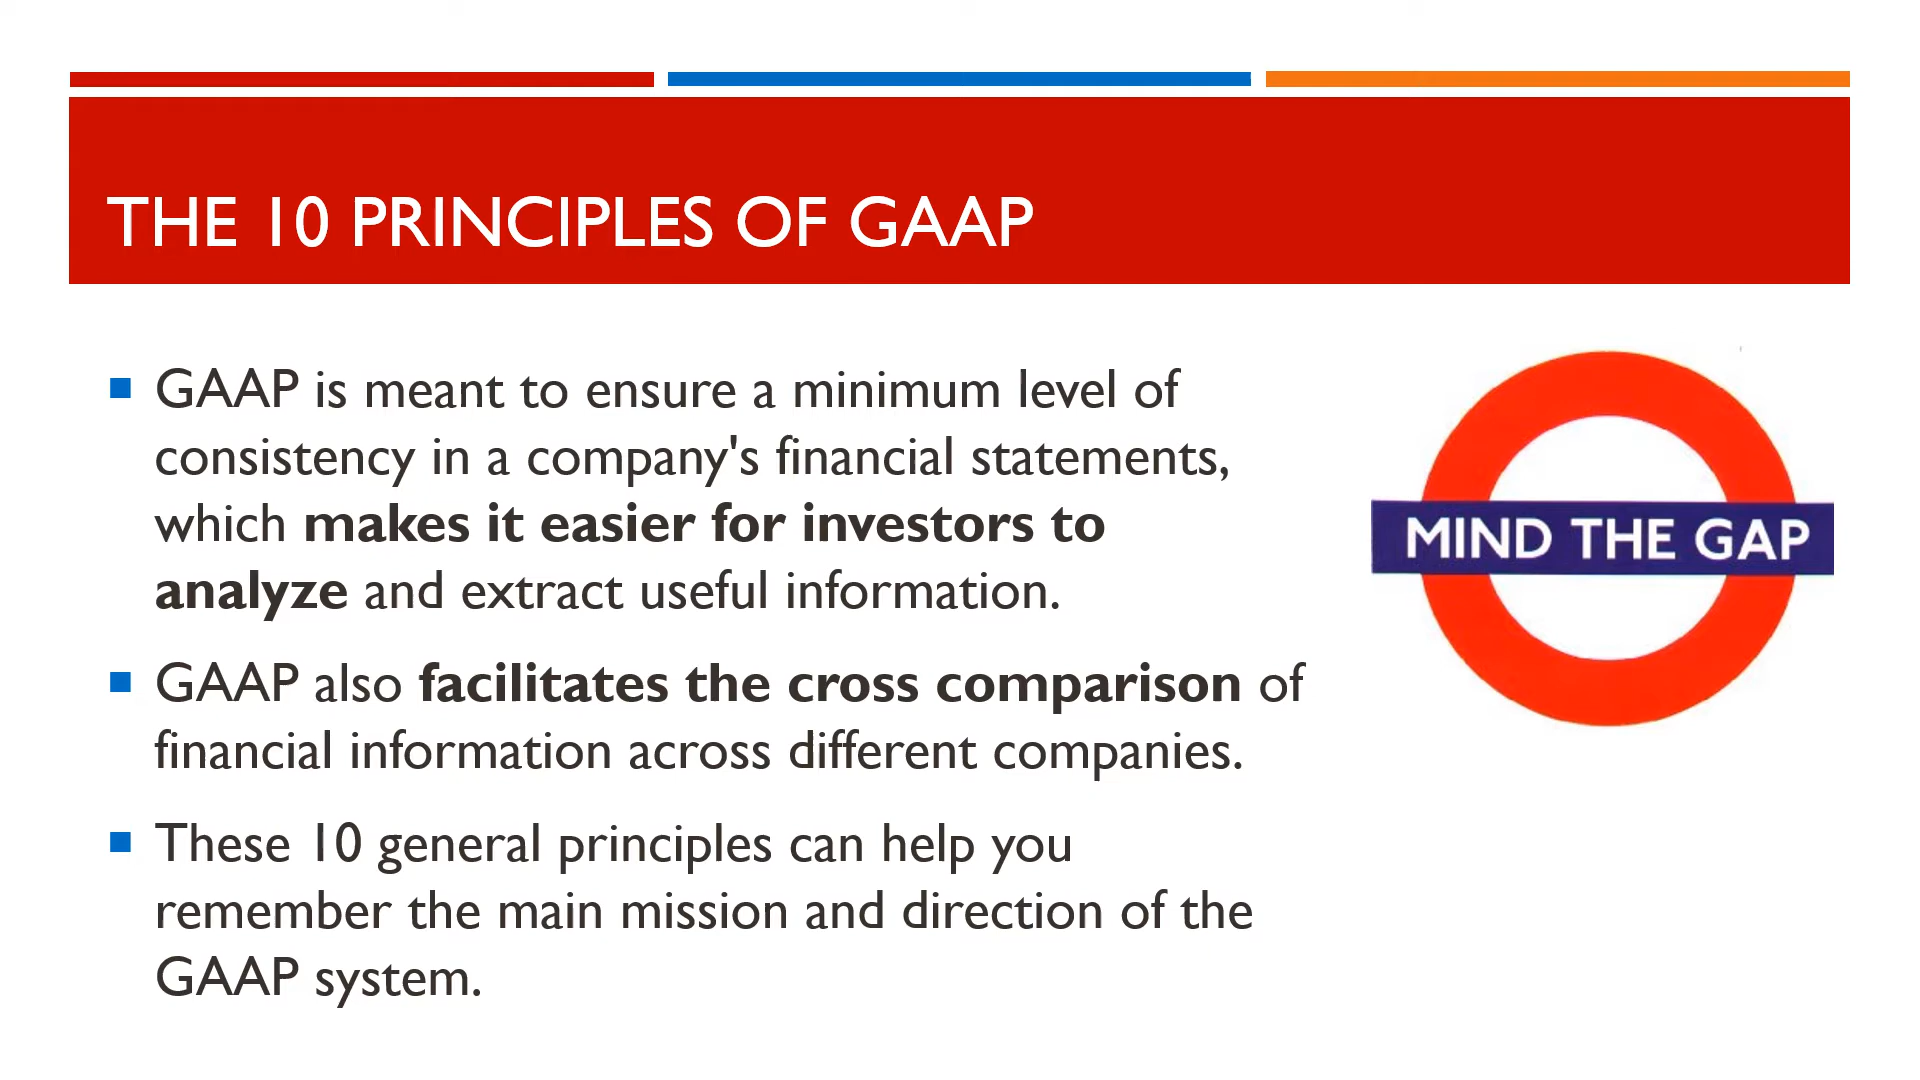 THE 10 PRINCIPLES OF GAAP
GAAP is meant to ensure a minimum level of
consistency in a company's financial statements,
which makes it easier for investors to
analyze and extract useful information.
GAAP also facilitates the cross comparison of
financial information across different companies.
These 10 general principles can help you
remember the main mission and direction of the
GAAP system.
MIND THE GAP